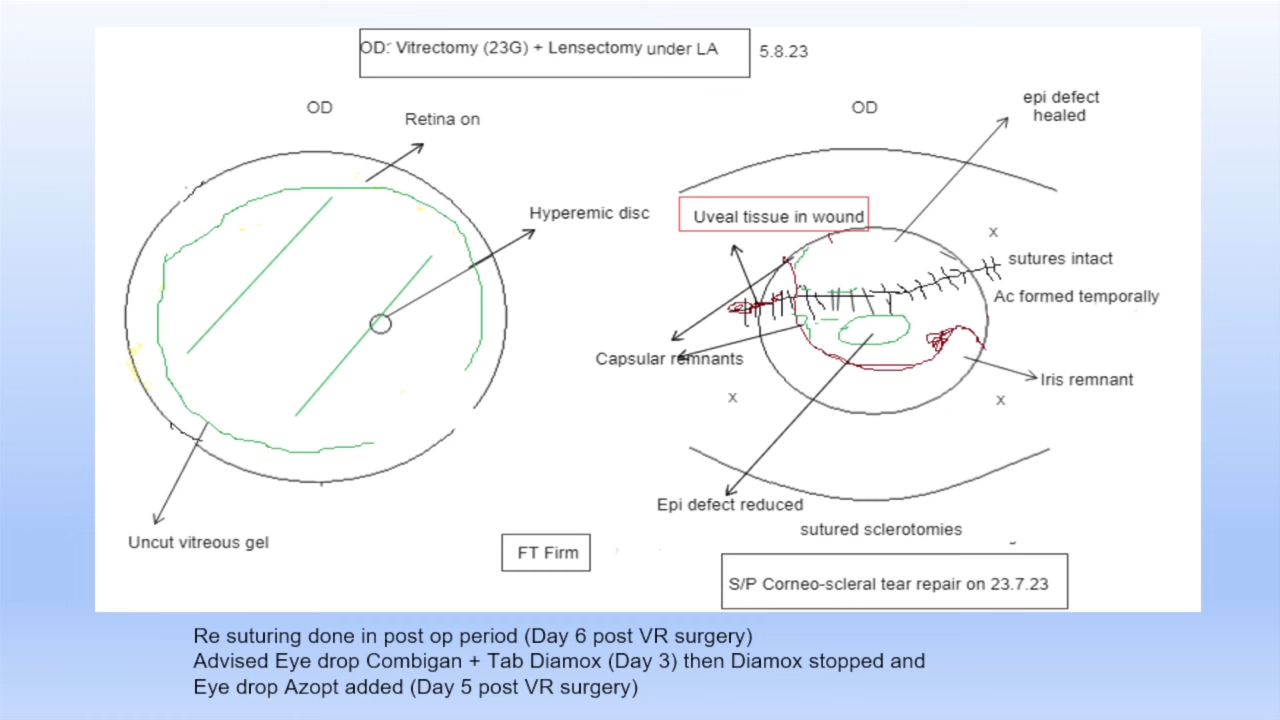 OD: Vitrectomy (23G) + Lensectomy under LA
5.8.23
OD
Retina on
Hyperemic disc
Uncut vitreous gel
FT Firm
OD
epi defect
healed
Uveal tissue in wound
x
sutures intact
Ac formed temporally
Capsular remnants
Iris remnant
x
x
Epi defect reduced
sutured sclerotomies
S/P Corneo-scleral tear repair on 23.7.23
Re suturing done in post op period (Day 6 post VR surgery)
Advised Eye drop Combigan + Tab Diamox (Day 3) then Diamox stopped and
Eye drop Azopt added (Day 5 post VR surgery)